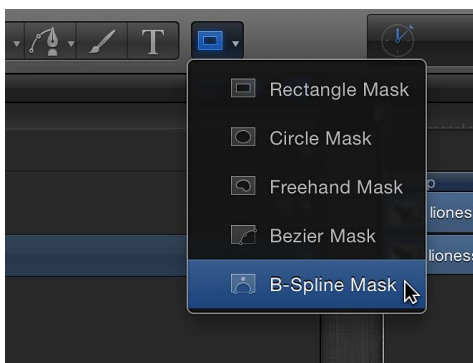 T
Rectangle Mask
Circle Mask
Freehand Mask
Bezier Mask
B-Spline Mask
p
liones
liones